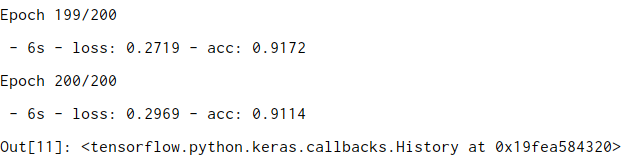 Epoch 199/200
- 6s - loss: 0.2719 - acc: 0.9172
Epoch 200/200
- 6s - loss: 0.2969 - acc: 0.9114
Out[11]: <tensorflow.python.keras.callbacks.History at 0x19fea584320>